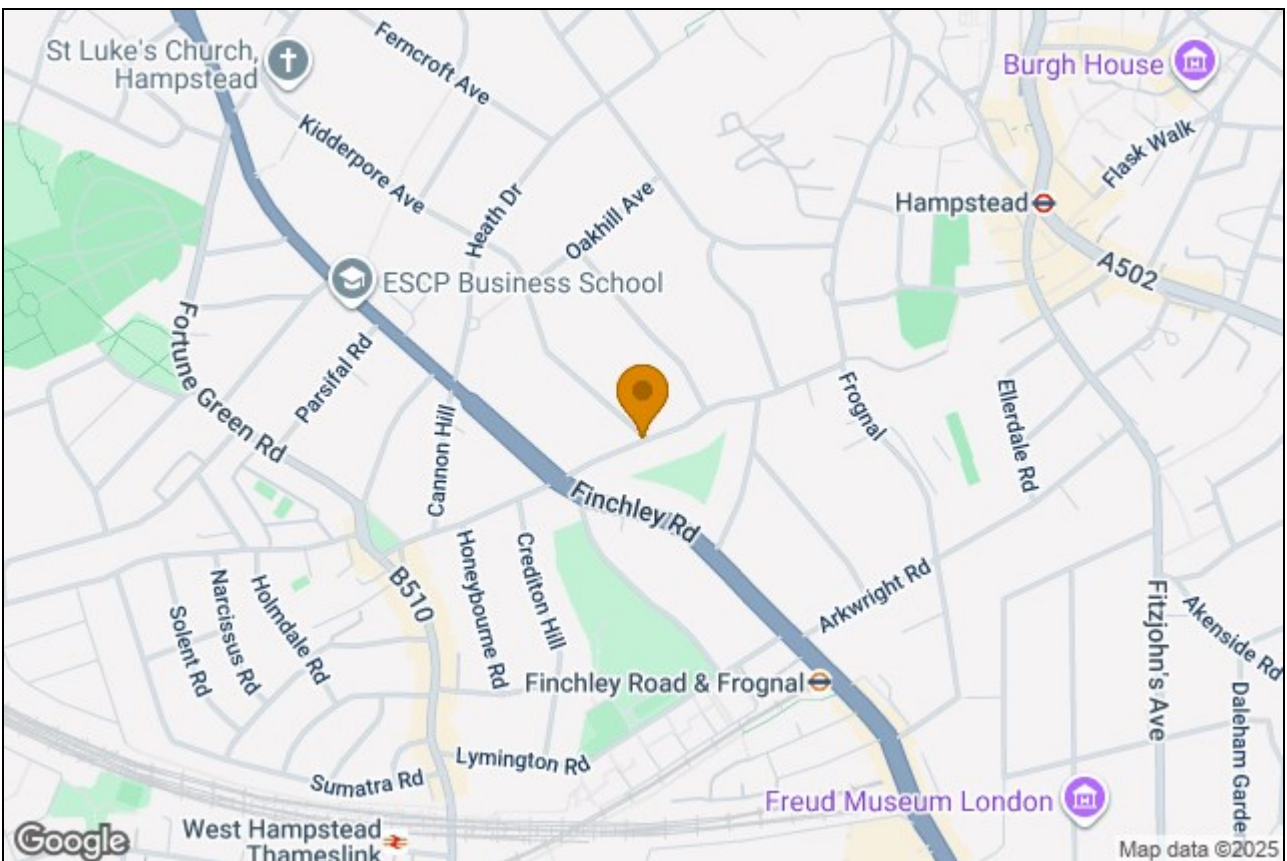 St Luke's Church,
Hampstead
Ferncroft Ave
Burgh House
Kidderpore Ave
Flask Walk
Heath Dr
Oakhill Ave
Hampstead
A502
ESCP Business School
Fortune Green Rd
Parsifal Rd
Cannon Hill
Frognal
Ellerdale Rd
Finchley Rd
Honeybourne Rd
Crediton Hill
B510
Holmdale Rd
Narcissus Rd
Solent Rd
Arkwright Rd
Fitzjohn's Ave
Akenside Rd
Finchley Road & Frognal
Daleham Garde
Lymington Rd
Sumatra Rd
Freud Museum London
West Hampstead
Thameslink
Google
Map data ©2025